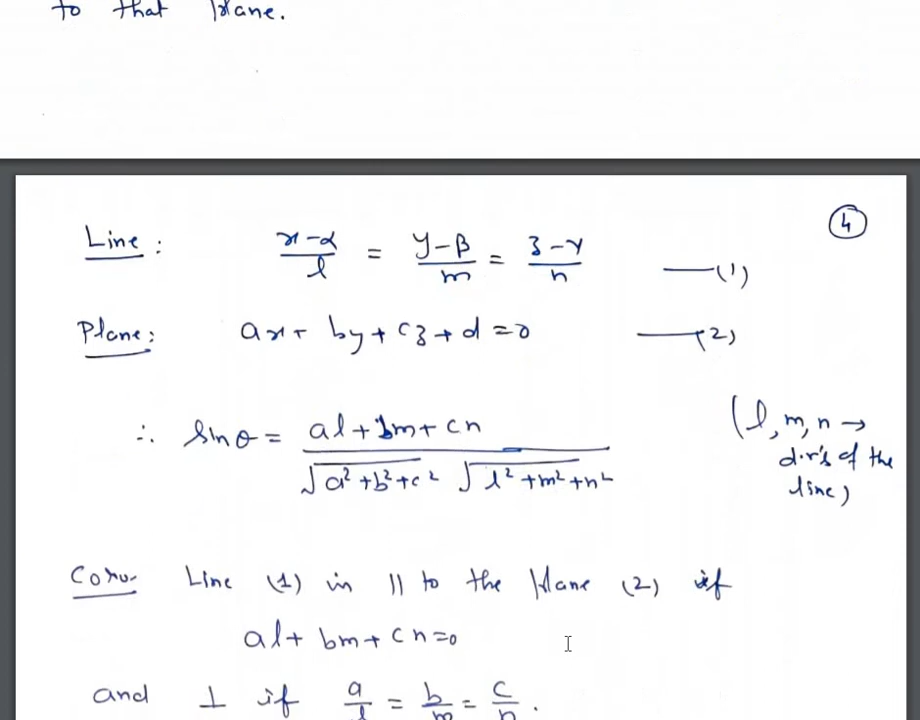 to that plane.
4
Line: x-α/l = y-β/m = z-γ/n —(1)
Plane: ax+ by+cz+d=0 —(2)
∴ sinθ = al+bm+cn / √a²+b²+c² √l²+m²+n² (l,m,n → d.r's of the line)
Coro. Line (1) is || to the plane (2) if
al+ bm+cn=0
and ⊥ if a/l = b/m = c/n.